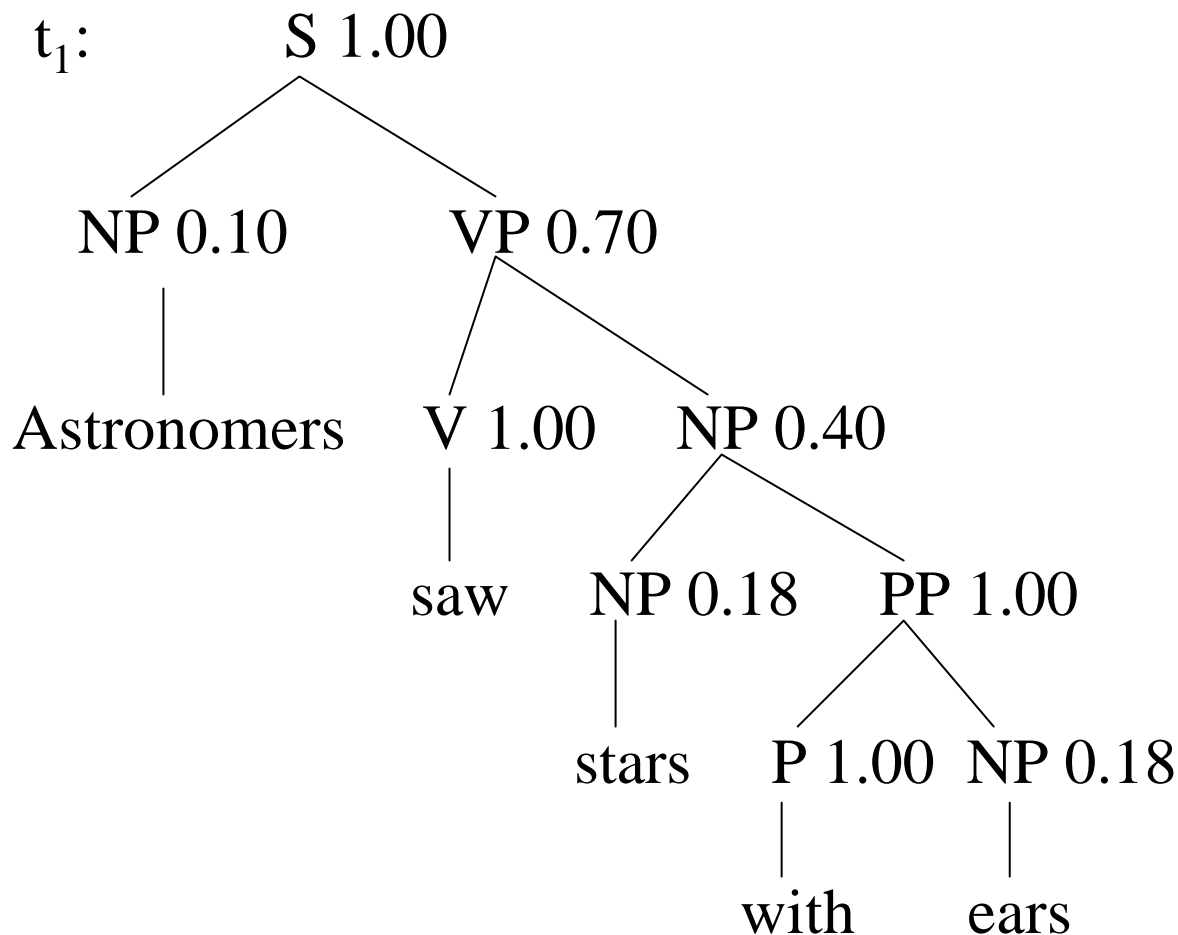 t₁: S 1.00
NP 0.10 VP 0.70
Astronomers V 1.00 NP 0.40
saw NP 0.18 PP 1.00
stars P 1.00 NP 0.18
with ears